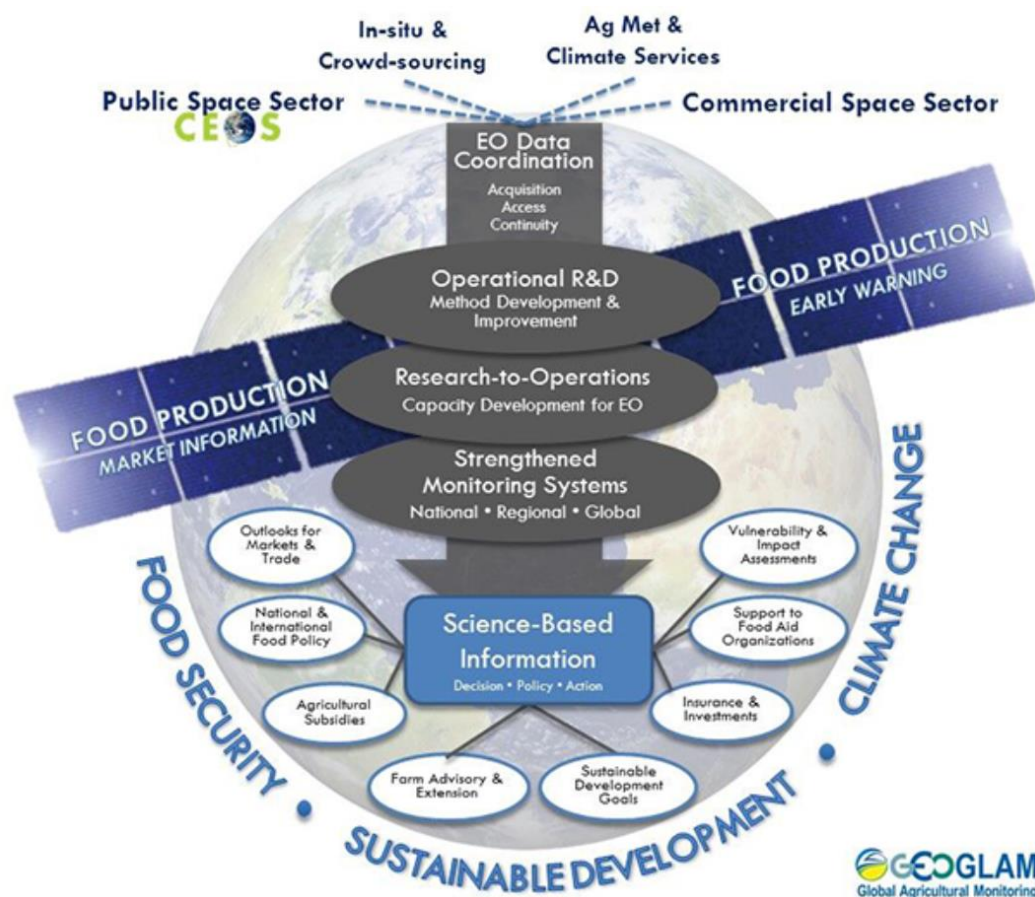 In-situ &
Crowd-sourcing
Ag Met &
Climate Services
Public Space Sector
CEOS
Commercial Space Sector
EO Data
Coordination
Acquisition
Access
Continuity
Operational R&D
Method Development &
Improvement
FOOD PRODUCTION
EARLY WARNING
Research-to-Operations
Capacity Development for EO
FOOD PRODUCTION
MARKET INFORMATION
Strengthened
Monitoring Systems
National • Regional • Global
Outlooks for
Markets &
Trade
Vulnerability &
Impact
Assessments
National &
International
Food Policy
Science-Based
Information
Decision • Policy • Action
Support to
Food Aid
Organizations
Agricultural
Subsidies
Insurance &
Investments
Farm Advisory &
Extension
Sustainable
Development
Goals
FOOD SECURITY • SUSTAINABLE DEVELOPMENT • CLIMATE CHANGE
GEOGLAM
Global Agricultural Monitoring